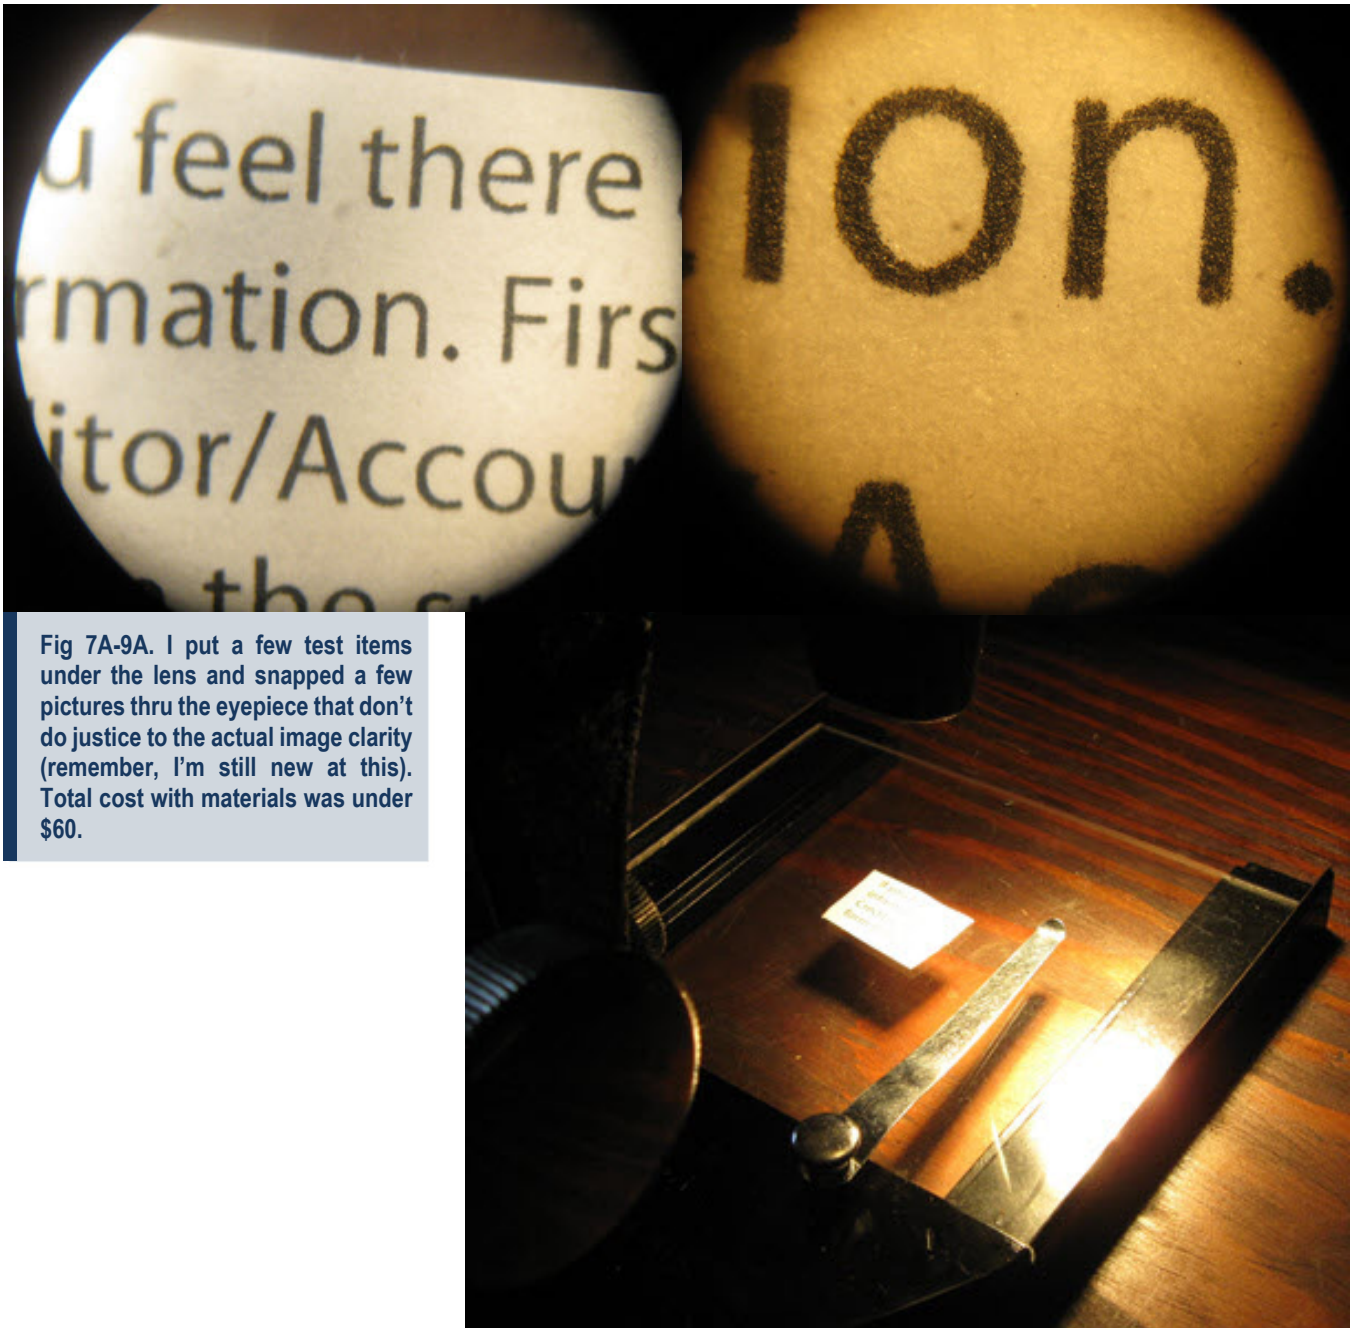 u feel there
rmation. Firs
itor/Accou
the
ion.
A
Fig 7A-9A. I put a few test items
under the lens and snapped a few
pictures thru the eyepiece that don’t
do justice to the actual image clarity
(remember, I’m still new at this).
Total cost with materials was under
$60.